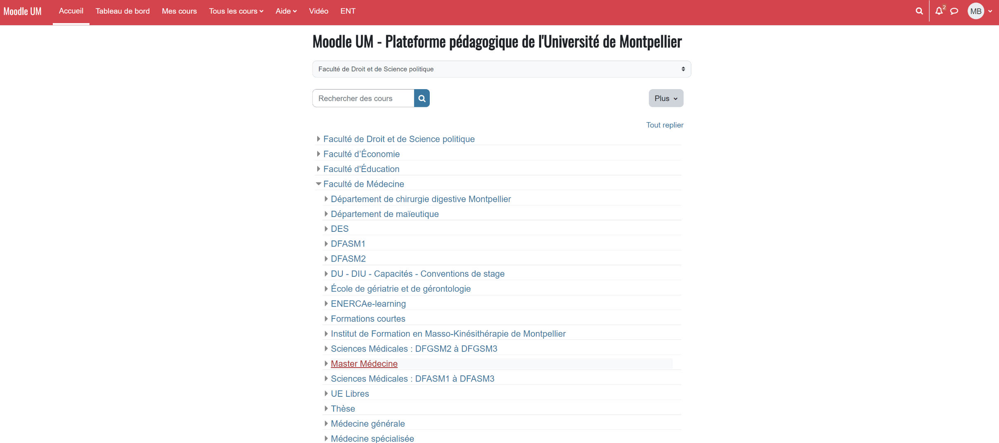 Moodle UM Accueil Tableau de bord Mes cours Tous les cours Aide Vidéo ENT 2 MB
Moodle UM - Plateforme pédagogique de l'Université de Montpellier
Faculté de Droit et de Science politique
Rechercher des cours Plus
Tout replier
Faculté de Droit et de Science politique
Faculté d’Économie
Faculté d'Éducation
Faculté de Médecine
Département de chirurgie digestive Montpellier
Département de maïeutique
DES
DFASM1
DFASM2
DU - DIU - Capacités - Conventions de stage
École de gériatrie et de gérontologie
ENERCAe-learning
Formations courtes
Institut de Formation en Masso-Kinésithérapie de Montpellier
Sciences Médicales : DFGSM2 à DFGSM3
Master Médecine
Sciences Médicales : DFASM1 à DFASM3
UE Libres
Thèse
Médecine générale
Médecine spécialisée